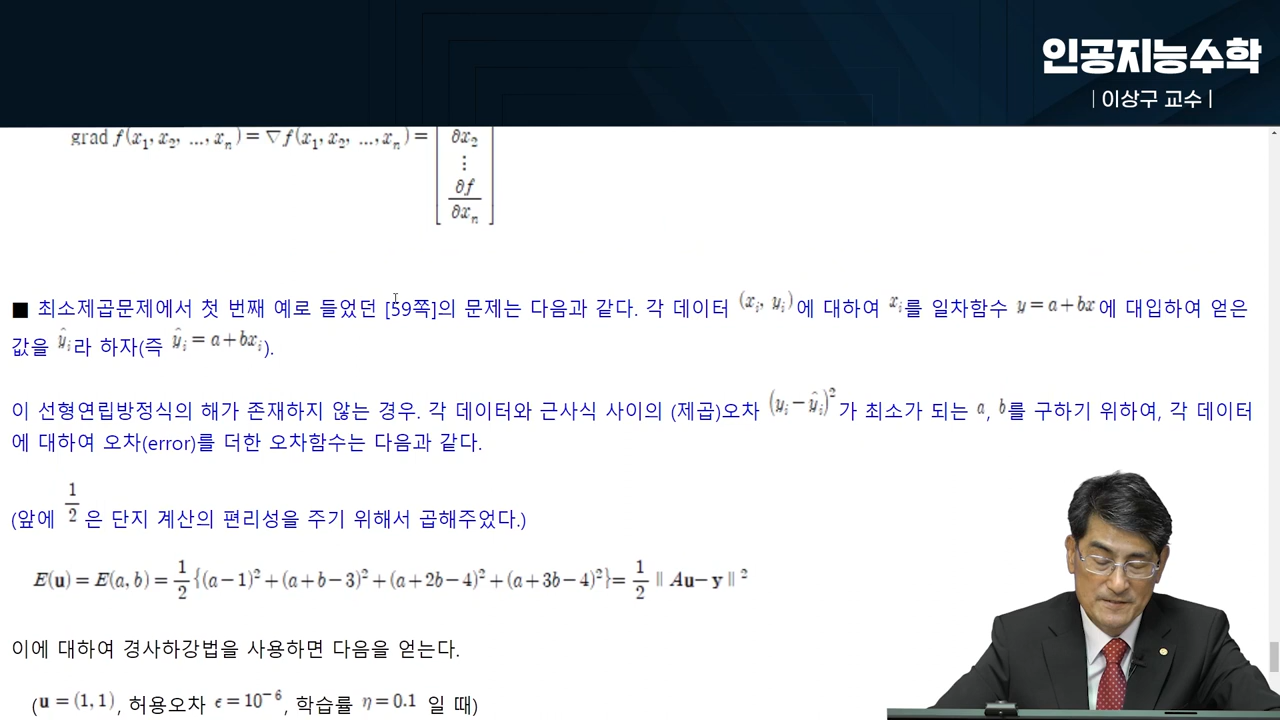 인공지능수학
| 이상구 교수 |
grad f(x₁, x₂, ..., xₙ) = ∇f(x₁, x₂, ..., xₙ) = [ ∂x₂ ⋮ ∂f/∂xₙ ]
■ 최소제곱문제에서 첫 번째 예로 들었던 [59쪽]의 문제는 다음과 같다. 각 데이터 (xᵢ, yᵢ)에 대하여 xᵢ를 일차함수 y = a + bx에 대입하여 얻은
값을 ŷᵢ라 하자(즉 ŷᵢ = a + bxᵢ).
이 선형연립방정식의 해가 존재하지 않는 경우. 각 데이터와 근사식 사이의 (제곱)오차 (yᵢ − ŷᵢ)²가 최소가 되는 a, b를 구하기 위하여, 각 데이터
에 대하여 오차(error)를 더한 오차함수는 다음과 같다.
(앞에 1/2 은 단지 계산의 편리성을 주기 위해서 곱해주었다.)
E(u) = E(a, b) = 1/2 {(a−1)² + (a+b−3)² + (a+2b−4)² + (a+3b−4)²} = 1/2 ‖ Au − y ‖²
이에 대하여 경사하강법을 사용하면 다음을 얻는다.
(u = (1, 1), 허용오차 ϵ = 10⁻⁶, 학습률 η = 0.1 일 때)